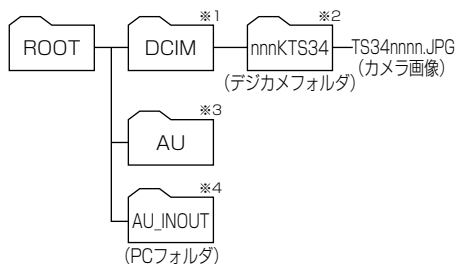 ※1
※2
ROOT
DCIM
nnnKTS34
TS34nnnn.JPG
(デジカメフォルダ)
(カメラ画像)
※3
AU
※4
AU_INOUT
(PCフォルダ)